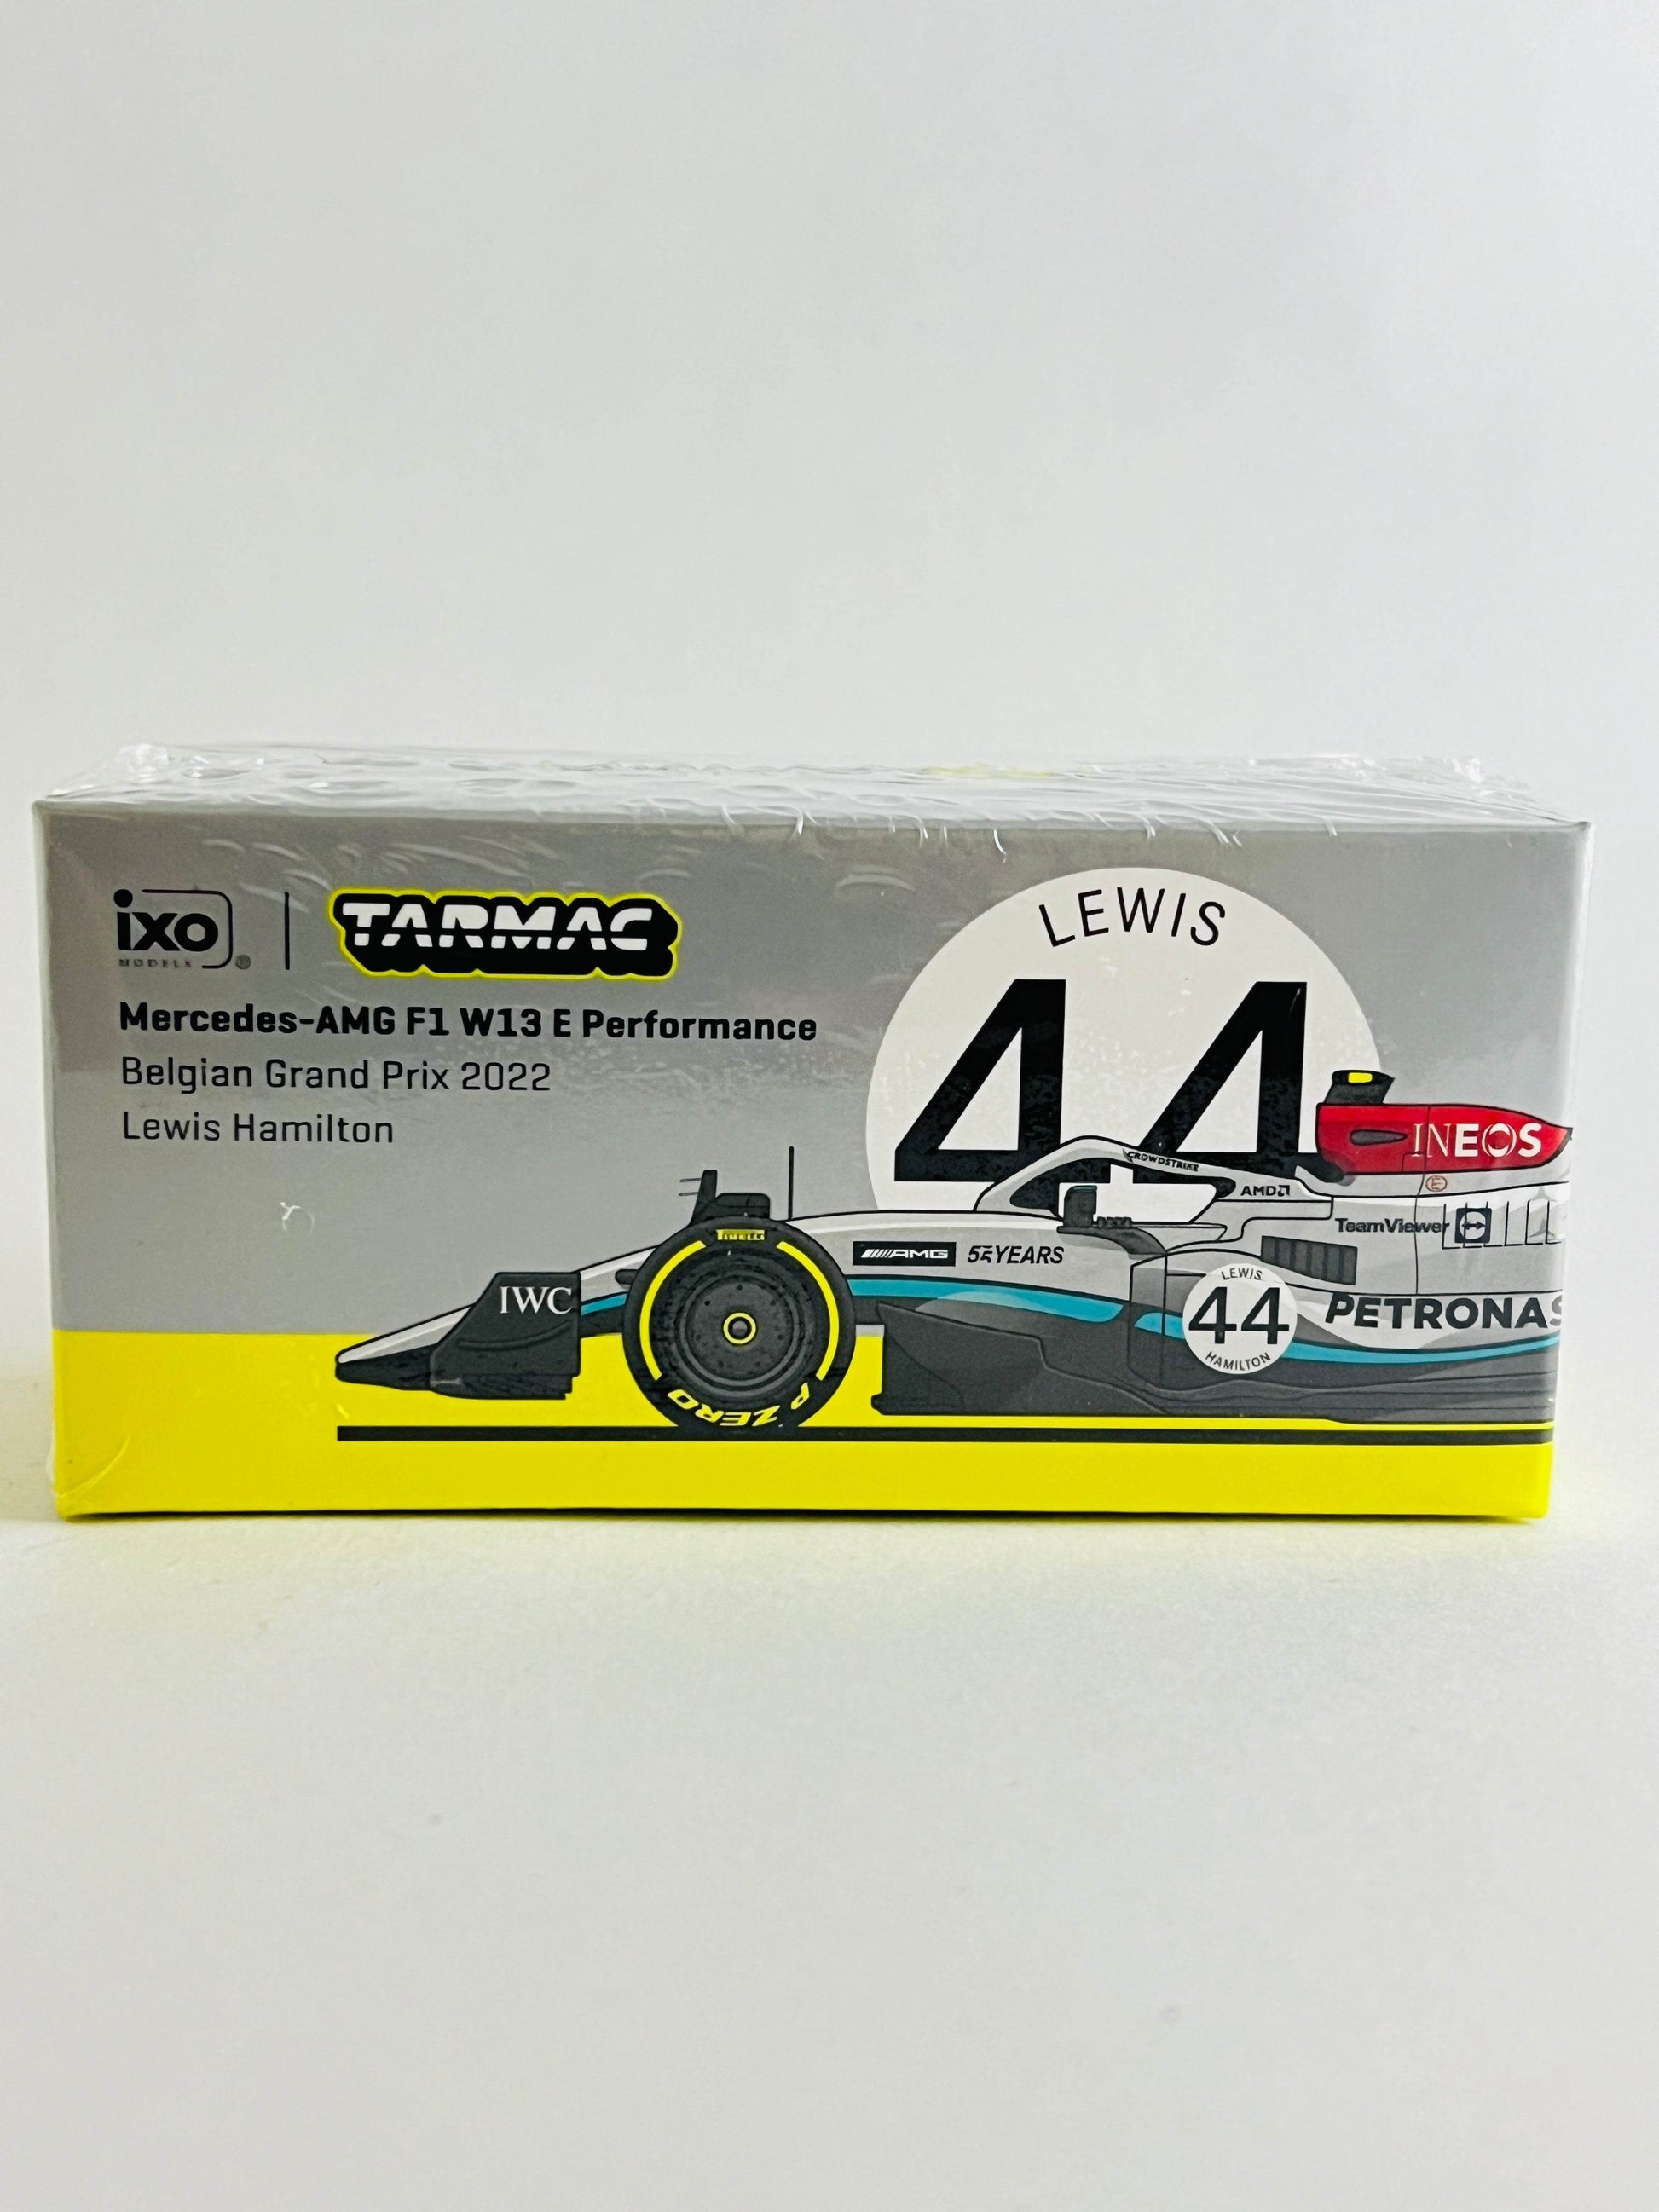 ixo
MODELS
®
TARMAC
Mercedes-AMG F1 W13 E Performance
Belgian Grand Prix 2022
Lewis Hamilton
LEWIS
44
INEOS
CROWDSTRIKE
AMD
E
TeamViewer
PIRELLI
AMG
55 YEARS
IWC
LEWIS
44
HAMILTON
PETRONAS
P ZERO